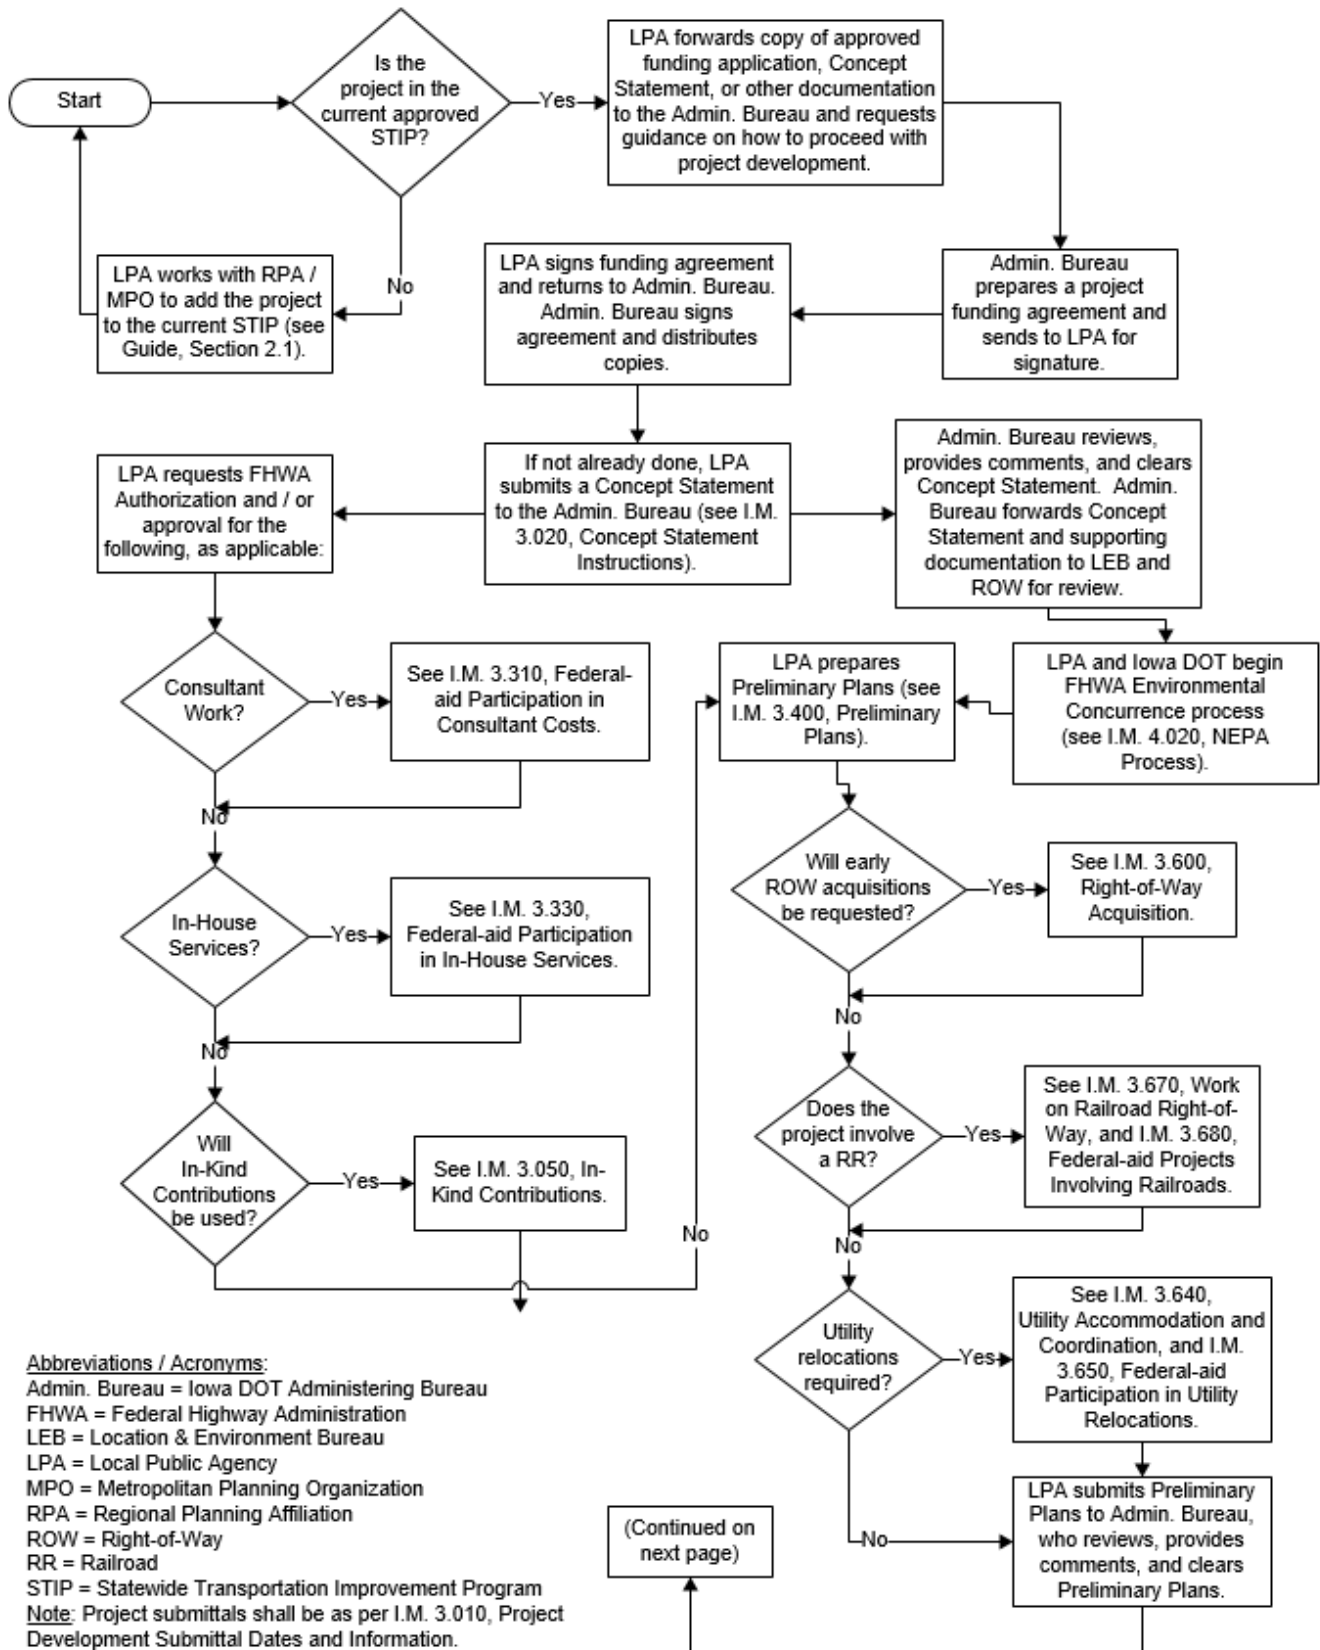 Start
Is the
project in the
current approved
STIP?
Yes
LPA forwards copy of approved
funding application, Concept
Statement, or other documentation
to the Admin. Bureau and requests
guidance on how to proceed with
project development.
No
LPA works with RPA /
MPO to add the project
to the current STIP (see
Guide, Section 2.1).
Admin. Bureau
prepares a project
funding agreement and
sends to LPA for
signature.
LPA signs funding agreement
and returns to Admin. Bureau.
Admin. Bureau signs
agreement and distributes
copies.
If not already done, LPA
submits a Concept Statement
to the Admin. Bureau (see I.M.
3.020, Concept Statement
Instructions).
LPA requests FHWA
Authorization and / or
approval for the
following, as applicable:
Admin. Bureau reviews,
provides comments, and clears
Concept Statement.  Admin.
Bureau forwards Concept
Statement and supporting
documentation to LEB and
ROW for review.
Consultant
Work?
Yes
See I.M. 3.310, Federal-
aid Participation in
Consultant Costs.
No
In-House
Services?
Yes
See I.M. 3.330,
Federal-aid Participation
in In-House Services.
No
Will
In-Kind
Contributions
be used?
Yes
See I.M. 3.050, In-
Kind Contributions.
No
LPA and Iowa DOT begin
FHWA Environmental
Concurrence process
(see I.M. 4.020, NEPA
Process).
LPA prepares
Preliminary Plans (see
I.M. 3.400, Preliminary
Plans).
Will early
ROW acquisitions
be requested?
Yes
See I.M. 3.600,
Right-of-Way
Acquisition.
No
Does the
project involve
a RR?
Yes
See I.M. 3.670, Work
on Railroad Right-of-
Way, and I.M. 3.680,
Federal-aid Projects
Involving Railroads.
No
Utility
relocations
required?
Yes
See I.M. 3.640,
Utility Accommodation and
Coordination, and I.M.
3.650, Federal-aid
Participation in Utility
Relocations.
No
LPA submits Preliminary
Plans to Admin. Bureau,
who reviews, provides
comments, and clears
Preliminary Plans.
(Continued on
next page)
Abbreviations / Acronyms:
Admin. Bureau = Iowa DOT Administering Bureau
FHWA = Federal Highway Administration
LEB = Location & Environment Bureau
LPA = Local Public Agency
MPO = Metropolitan Planning Organization
RPA = Regional Planning Affiliation
ROW = Right-of-Way
RR = Railroad
STIP = Statewide Transportation Improvement Program
Note: Project submittals shall be as per I.M. 3.010, Project
Development Submittal Dates and Information.